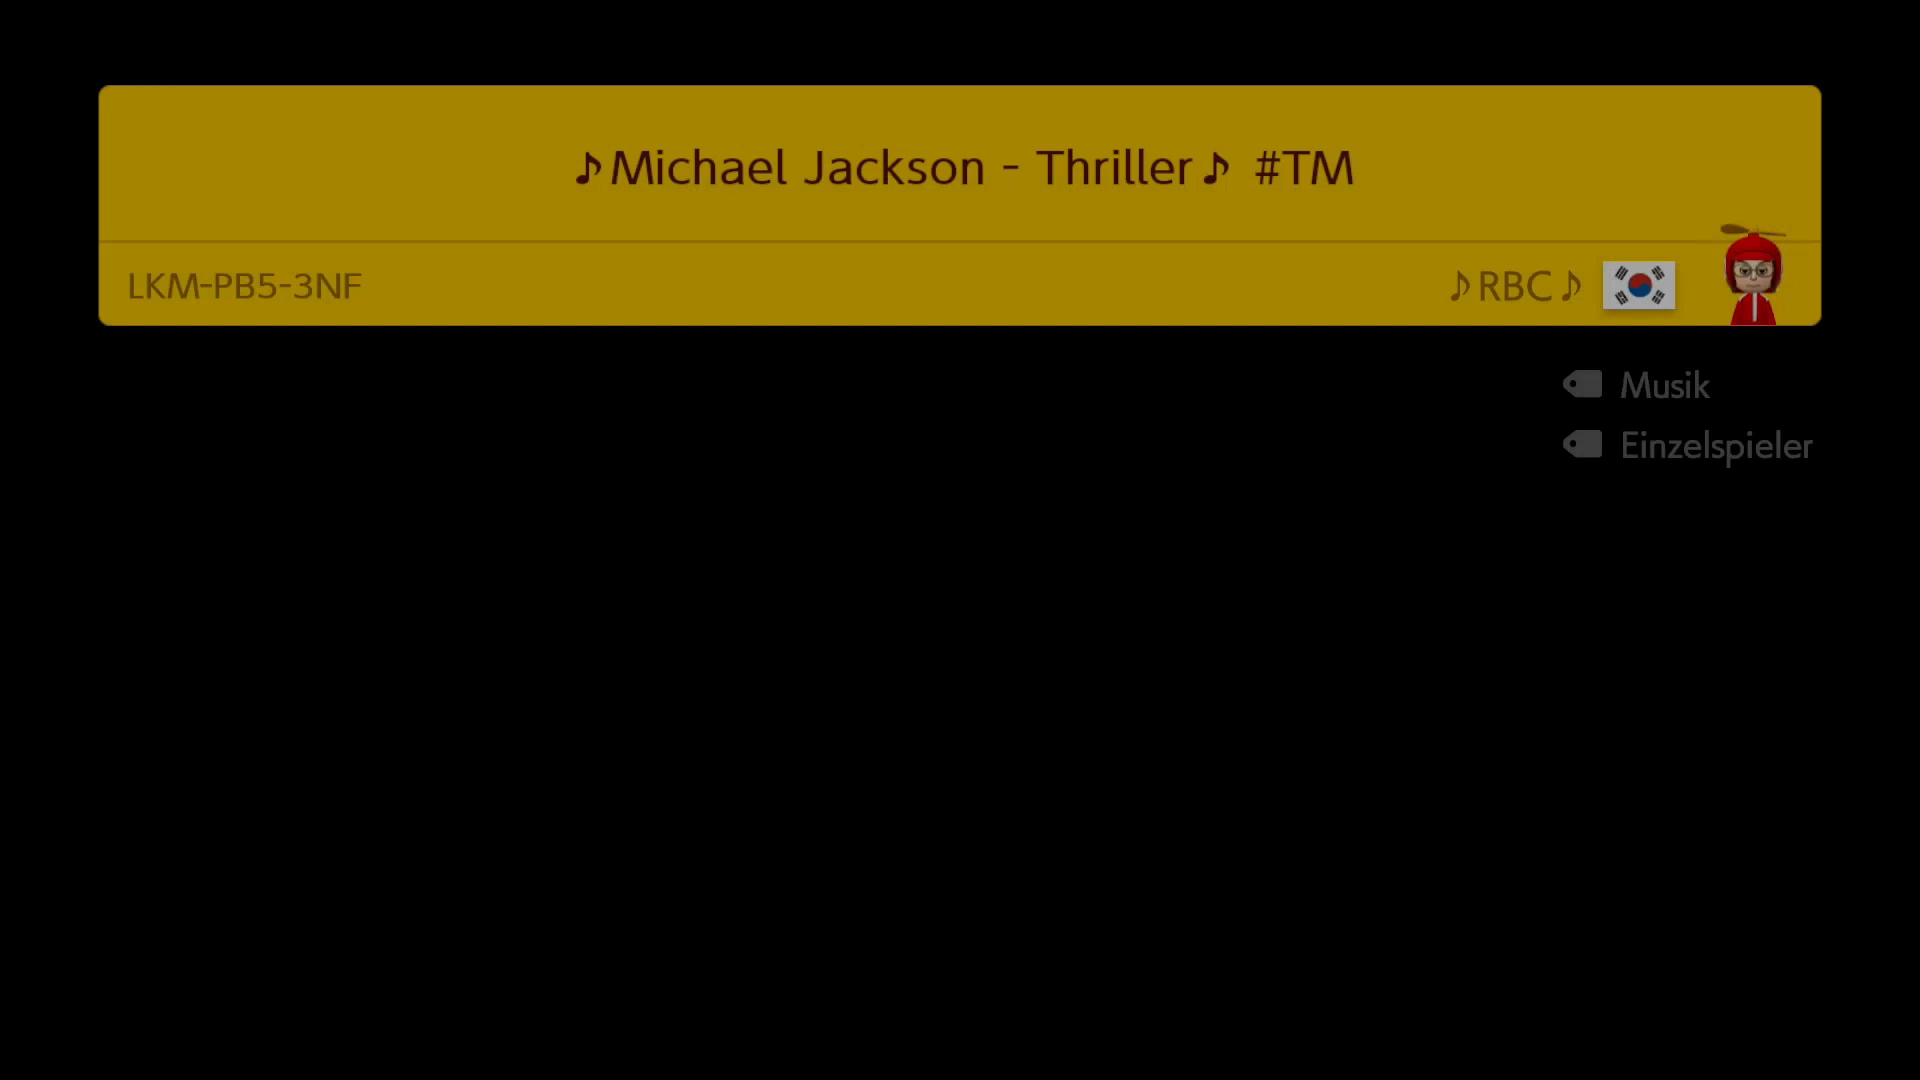 ♪Michael Jackson - Thriller♪ #TM
LKM-PB5-3NF
♪RBC♪
Musik
Einzelspieler